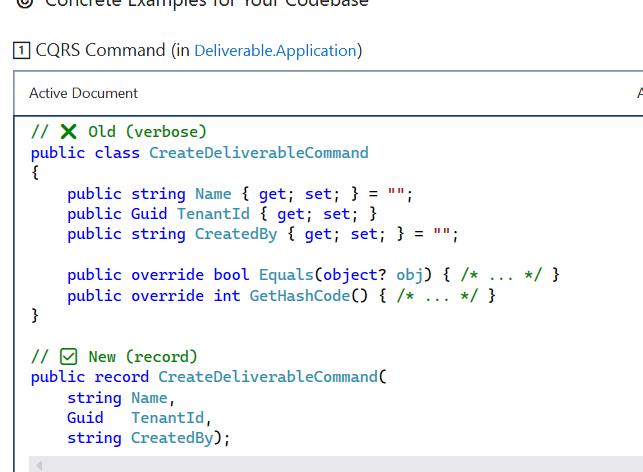 Concrete Examples for Your Codebase
1 CQRS Command (in Deliverable.Application)
Active Document
// ❌ Old (verbose)
public class CreateDeliverableCommand
{
    public string Name { get; set; } = "";
    public Guid TenantId { get; set; }
    public string CreatedBy { get; set; } = "";

    public override bool Equals(object? obj) { /* ... */ }
    public override int GetHashCode() { /* ... */ }
}

// ✅ New (record)
public record CreateDeliverableCommand(
    string Name,
    Guid   TenantId,
    string CreatedBy);